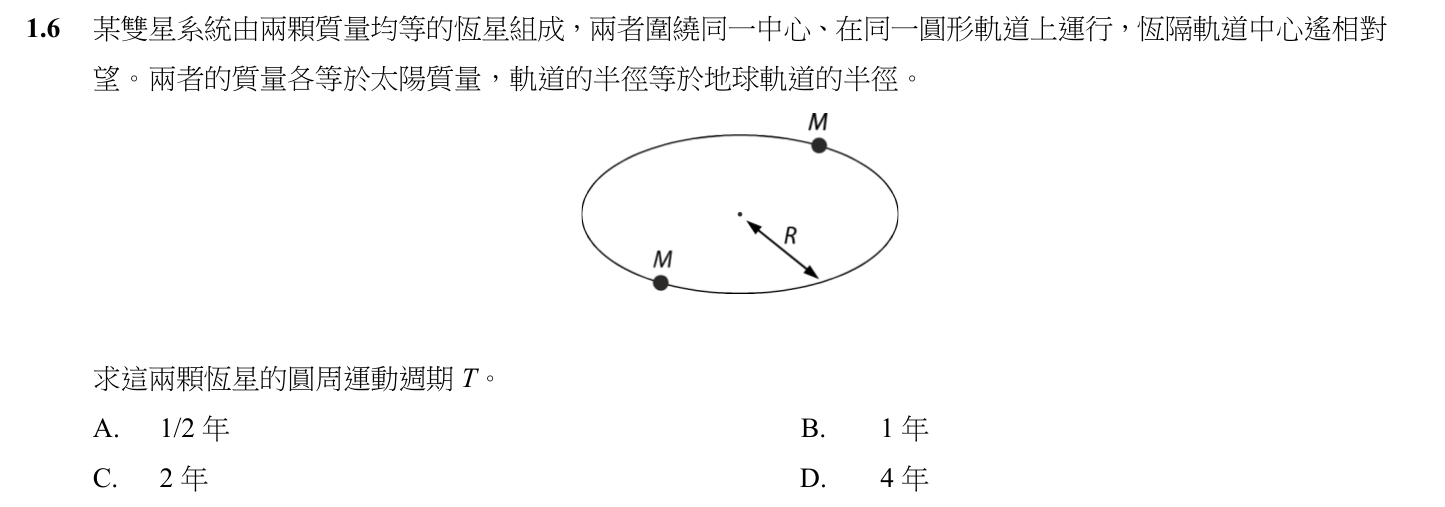 1.6 某雙星系統由兩顆質量均等的恆星組成，兩者圍繞同一中心、在同一圓形軌道上運行，恆隔軌道中心遙相對
望。兩者的質量各等於太陽質量，軌道的半徑等於地球軌道的半徑。
M
R
M
求這兩顆恆星的圓周運動週期 T。
A. 1/2 年 B. 1 年
C. 2 年 D. 4 年